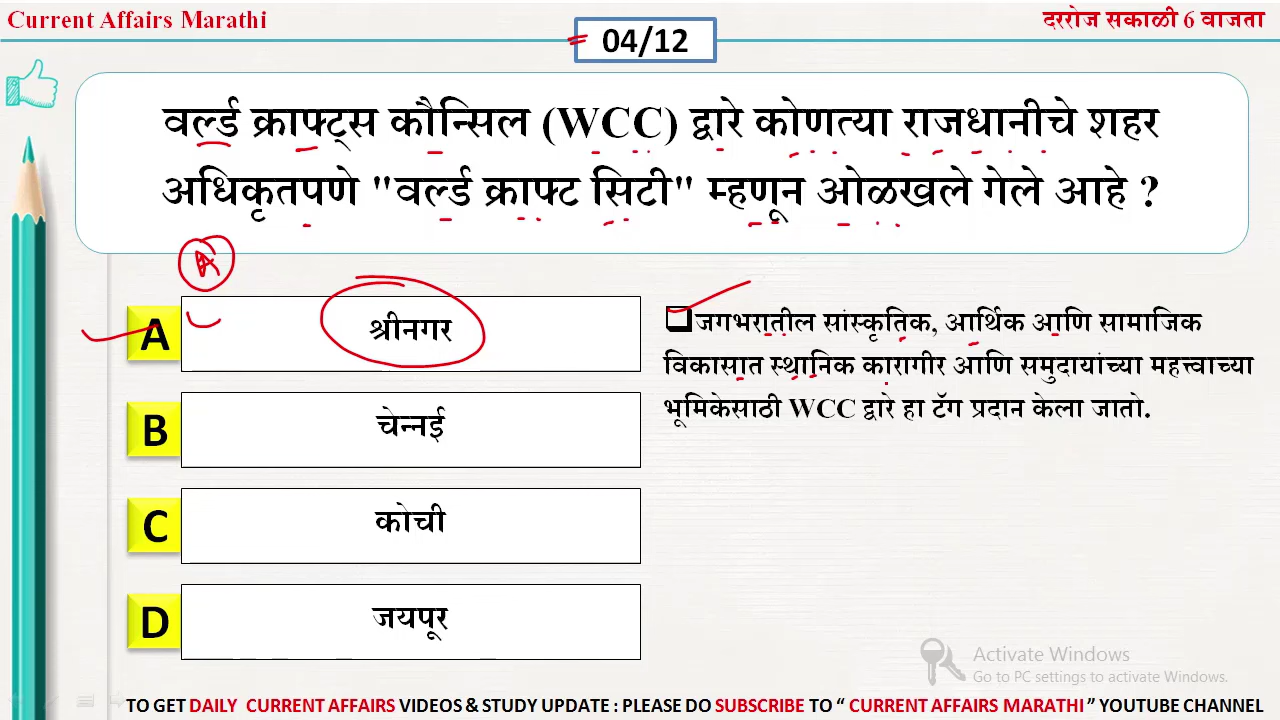 Current Affairs Marathi
दररोज सकाळी 6 वाजता
04/12
वर्ल्ड क्राफ्ट्स कौन्सिल (WCC) द्वारे कोणत्या राजधानीचे शहर
अधिकृतपणे "वर्ल्ड क्राफ्ट सिटी" म्हणून ओळखले गेले आहे ?
A
A श्रीनगर
B चेन्नई
C कोची
D जयपूर
जगभरातील सांस्कृतिक, आर्थिक आणि सामाजिक
विकासात स्थानिक कारागीर आणि समुदायांच्या महत्त्वाच्या
भूमिकेसाठी WCC द्वारे हा टॅग प्रदान केला जातो.
Activate Windows
Go to PC settings to activate Windows.
TO GET DAILY CURRENT AFFAIRS VIDEOS & STUDY UPDATE : PLEASE DO SUBSCRIBE TO “ CURRENT AFFAIRS MARATHI ” YOUTUBE CHANNEL